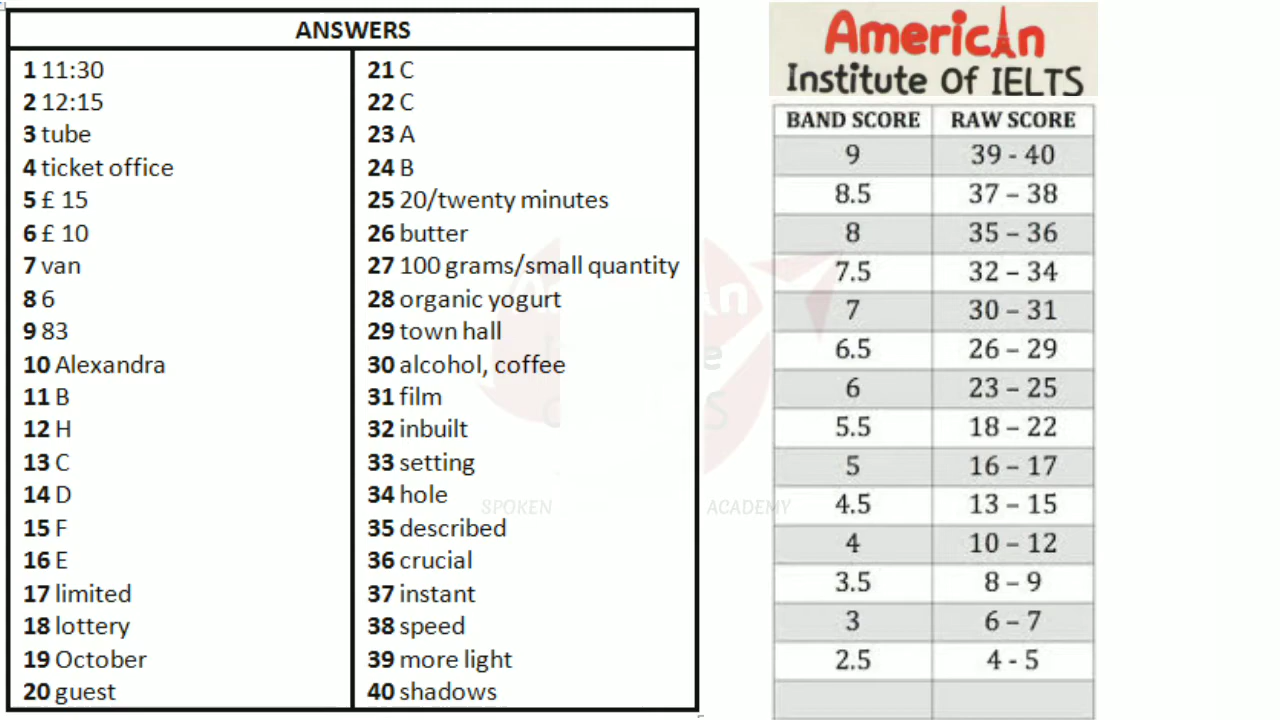 ANSWERS
1 11:30
2 12:15
3 tube
4 ticket office
5 £ 15
6 £ 10
7 van
8 6
9 83
10 Alexandra
11 B
12 H
13 C
14 D
15 F
16 E
17 limited
18 lottery
19 October
20 guest
21 C
22 C
23 A
24 B
25 20/twenty minutes
26 butter
27 100 grams/small quantity
28 organic yogurt
29 town hall
30 alcohol, coffee
31 film
32 inbuilt
33 setting
34 hole
35 described
36 crucial
37 instant
38 speed
39 more light
40 shadows
SPOKEN ACADEMY
American
Institute Of IELTS
BAND SCORE RAW SCORE
9 39 - 40
8.5 37 – 38
8 35 – 36
7.5 32 – 34
7 30 – 31
6.5 26 – 29
6 23 – 25
5.5 18 – 22
5 16 – 17
4.5 13 – 15
4 10 – 12
3.5 8 – 9
3 6 – 7
2.5 4 - 5